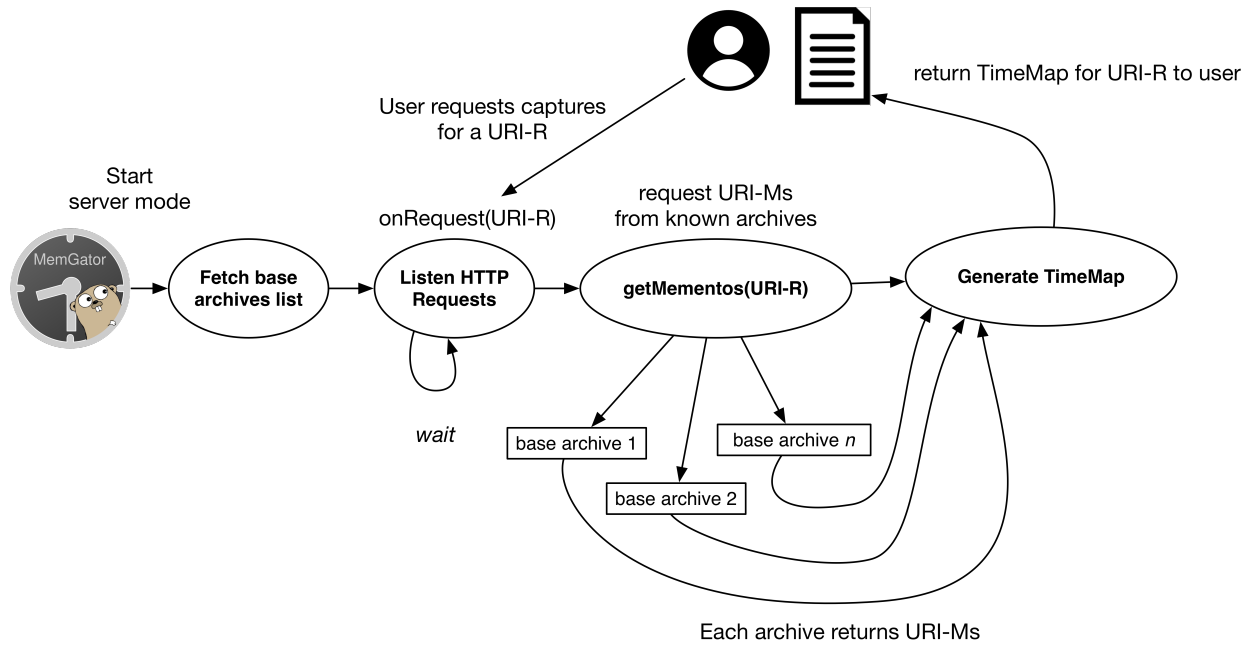 return TimeMap for URI-R to user
User requests captures
for a URI-R
Start
server mode
request URI-Ms
from known archives
onRequest(URI-R)
MemGator
Fetch base
archives list
Listen HTTP
Requests
getMementos(URI-R)
Generate TimeMap
wait
base archive 1
base archive n
base archive 2
Each archive returns URI-Ms